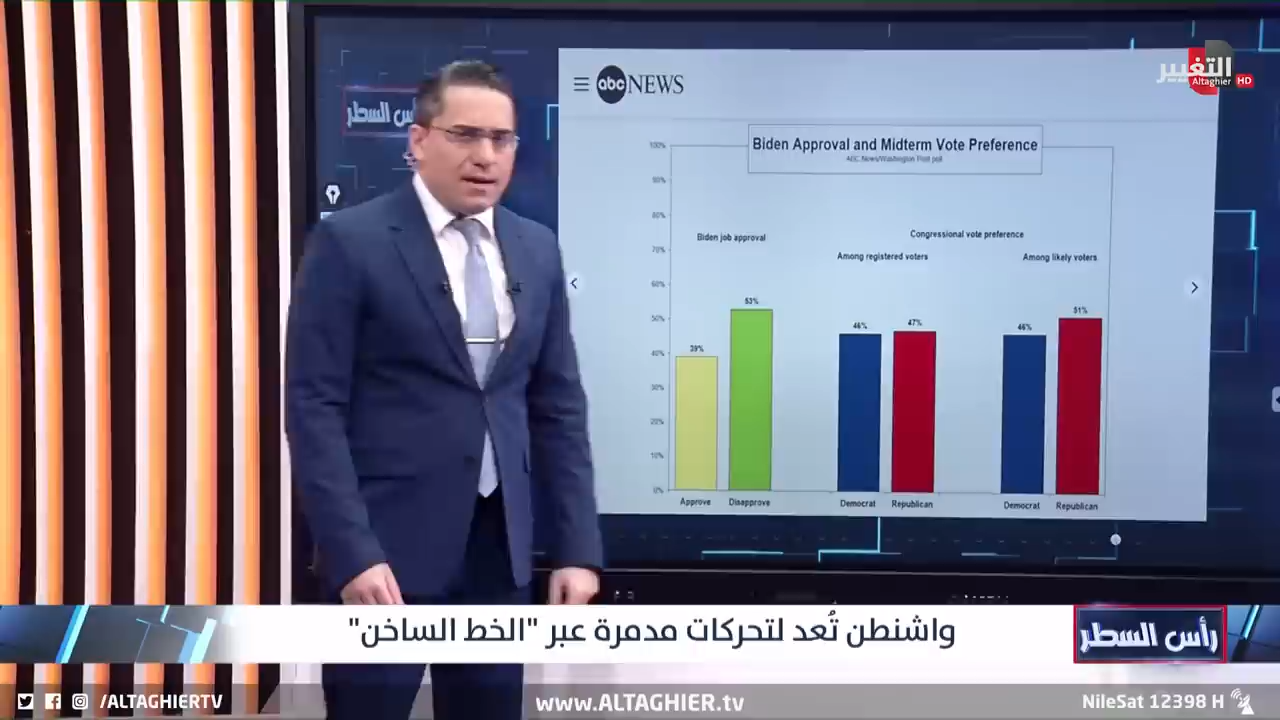 التغيير
Altaghier HD
abc NEWS
رأس السطر
Biden Approval and Midterm Vote Preference
ABC News/Washington Post poll
100%
90%
80%
70%
60%
50%
40%
30%
20%
10%
0%
Biden job approval
Congressional vote preference
Among registered voters
Among likely voters
39%
53%
46%
47%
46%
51%
Approve
Disapprove
Democrat
Republican
Democrat
Republican
واشنطن تُعد لتحركات مدمرة عبر "الخط الساخن"
رأس السطر
/ALTAGHIERTV
www.ALTAGHIER.tv
NileSat 12398 H